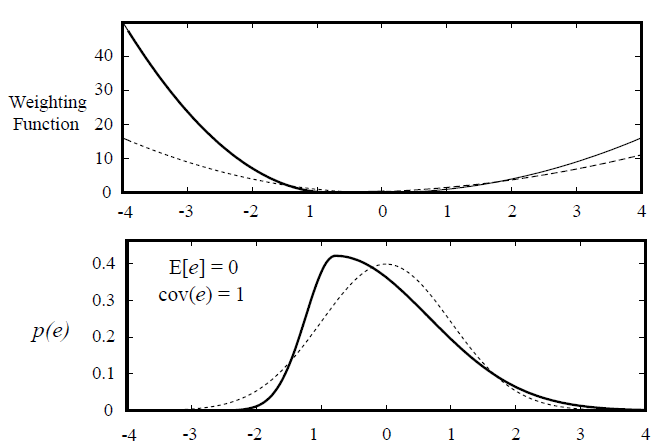 40
30
Weighting
Function
20
10
0
-4 -3 -2 1 0 1 2 3 4
0.4
E[e] = 0
0.3
cov(e) = 1
p(e)
0.2
0.1
0
-4 -3 -2 1 0 1 2 3 4